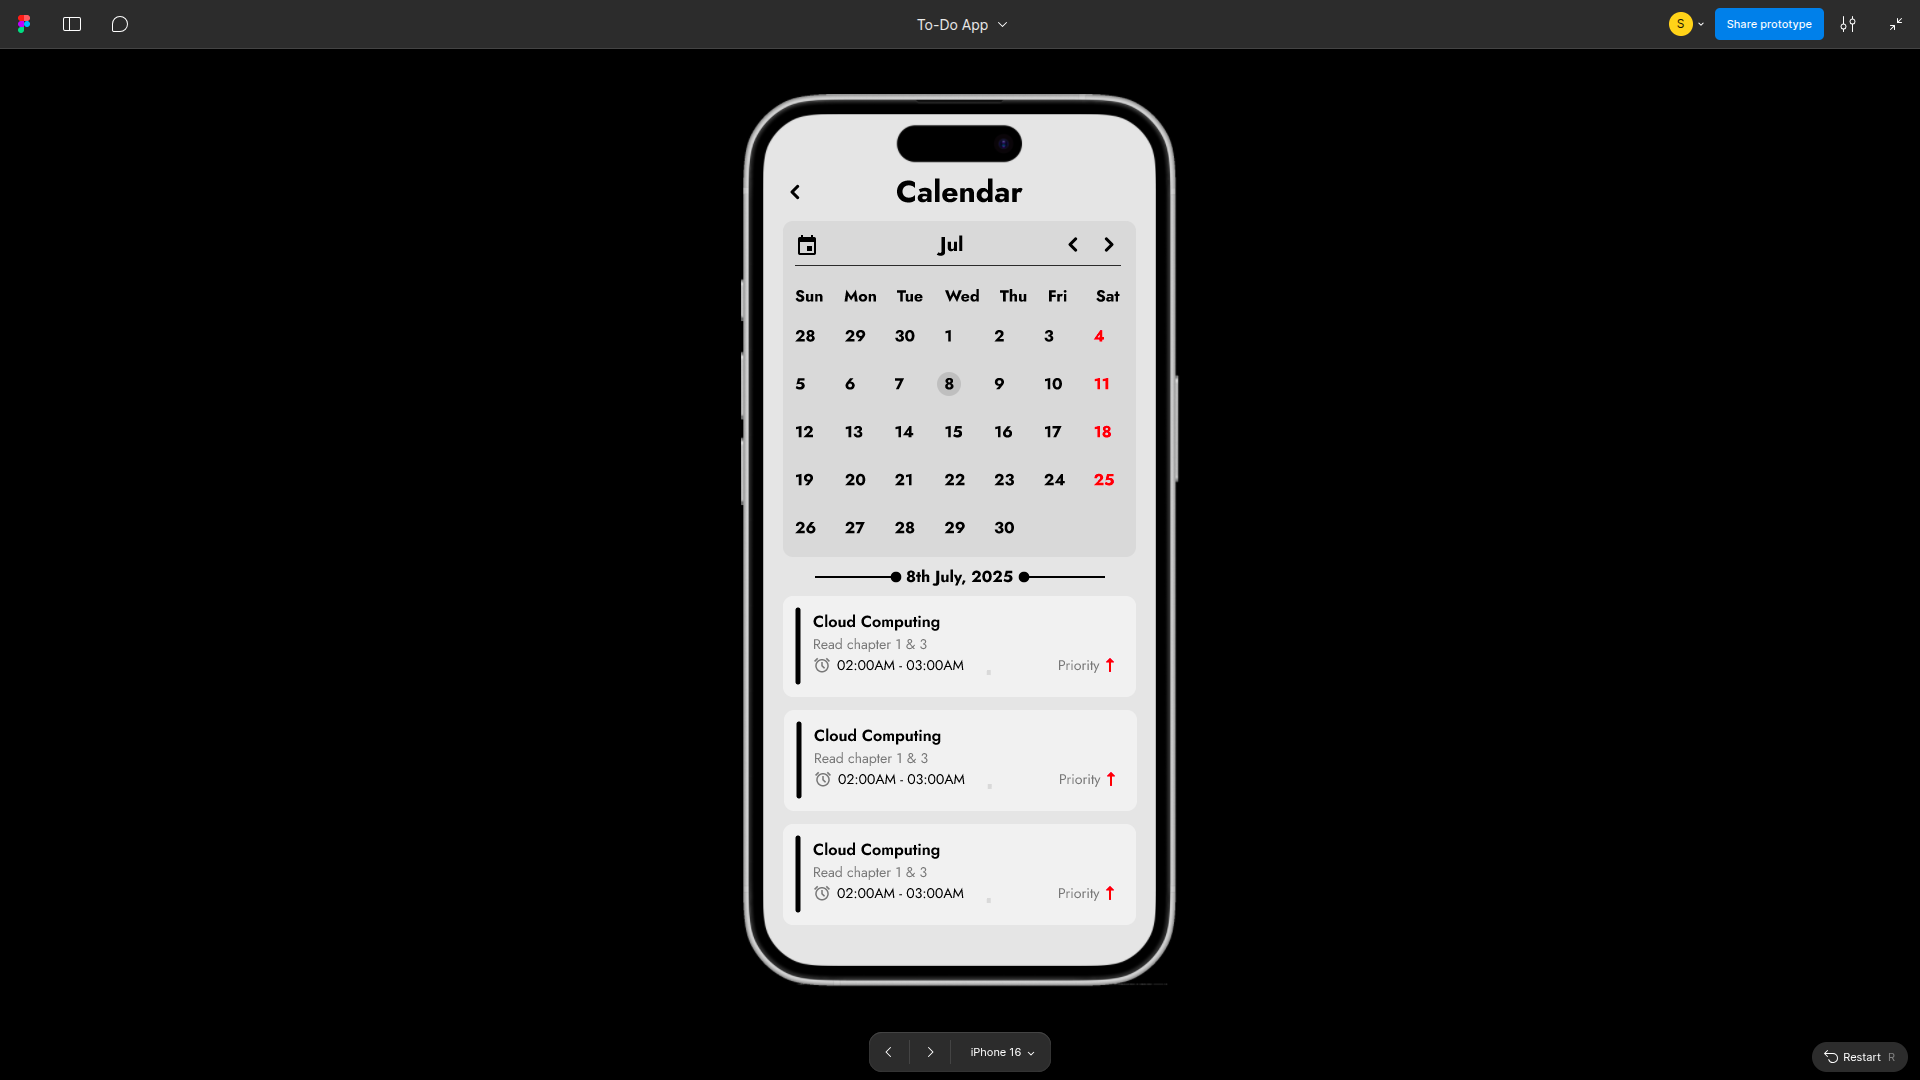 To-Do App
S
Share prototype
Calendar
Jul
Sun Mon Tue Wed Thu Fri Sat
28 29 30 1 2 3 4
5 6 7 8 9 10 11
12 13 14 15 16 17 18
19 20 21 22 23 24 25
26 27 28 29 30
8th July, 2025
Cloud Computing
Read chapter 1 & 3
02:00AM - 03:00AM Priority
Cloud Computing
Read chapter 1 & 3
02:00AM - 03:00AM Priority
Cloud Computing
Read chapter 1 & 3
02:00AM - 03:00AM Priority
iPhone 16
Restart R